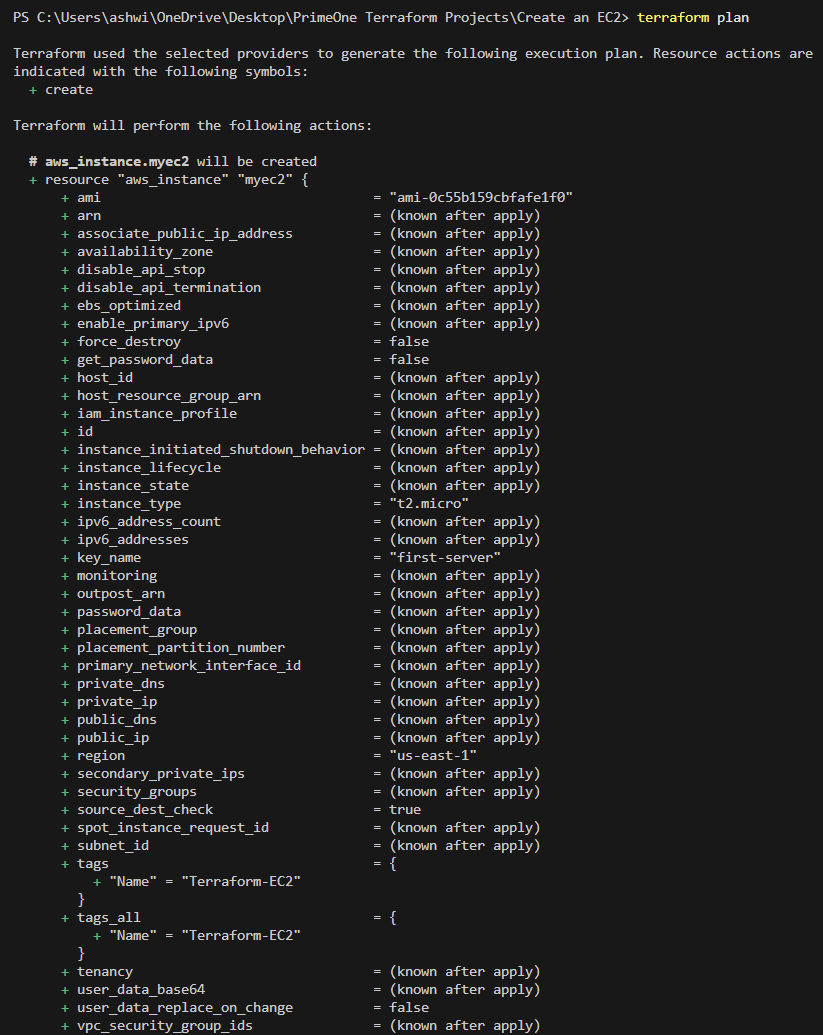 PS C:\Users\ashwi\OneDrive\Desktop\PrimeOne Terraform Projects\Create an EC2> terraform plan
Terraform used the selected providers to generate the following execution plan. Resource actions are
indicated with the following symbols:
+ create
Terraform will perform the following actions:
# aws_instance.myec2 will be created
+ resource "aws_instance" "myec2" {
+ ami = "ami-0c55b159cbfafe1f0"
+ arn = (known after apply)
+ associate_public_ip_address = (known after apply)
+ availability_zone = (known after apply)
+ disable_api_stop = (known after apply)
+ disable_api_termination = (known after apply)
+ ebs_optimized = (known after apply)
+ enable_primary_ipv6 = (known after apply)
+ force_destroy = false
+ get_password_data = false
+ host_id = (known after apply)
+ host_resource_group_arn = (known after apply)
+ iam_instance_profile = (known after apply)
+ id = (known after apply)
+ instance_initiated_shutdown_behavior = (known after apply)
+ instance_lifecycle = (known after apply)
+ instance_state = (known after apply)
+ instance_type = "t2.micro"
+ ipv6_address_count = (known after apply)
+ ipv6_addresses = (known after apply)
+ key_name = "first-server"
+ monitoring = (known after apply)
+ outpost_arn = (known after apply)
+ password_data = (known after apply)
+ placement_group = (known after apply)
+ placement_partition_number = (known after apply)
+ primary_network_interface_id = (known after apply)
+ private_dns = (known after apply)
+ private_ip = (known after apply)
+ public_dns = (known after apply)
+ public_ip = (known after apply)
+ region = "us-east-1"
+ secondary_private_ips = (known after apply)
+ security_groups = (known after apply)
+ source_dest_check = true
+ spot_instance_request_id = (known after apply)
+ subnet_id = (known after apply)
+ tags = {
+ "Name" = "Terraform-EC2"
}
+ tags_all = {
+ "Name" = "Terraform-EC2"
}
+ tenancy = (known after apply)
+ user_data_base64 = (known after apply)
+ user_data_replace_on_change = false
+ vpc_security_group_ids = (known after apply)